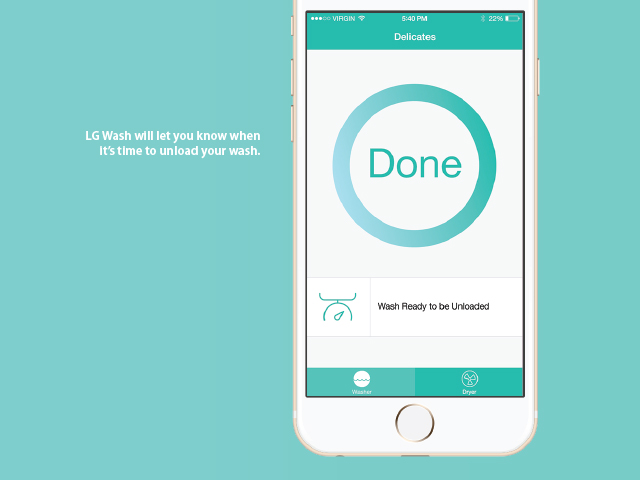 VIRGIN
5:40 PM
22%
Delicates
LG Wash will let you know when
it's time to unload your wash.
Done
Wash Ready to be Unloaded
Washer
Dryer